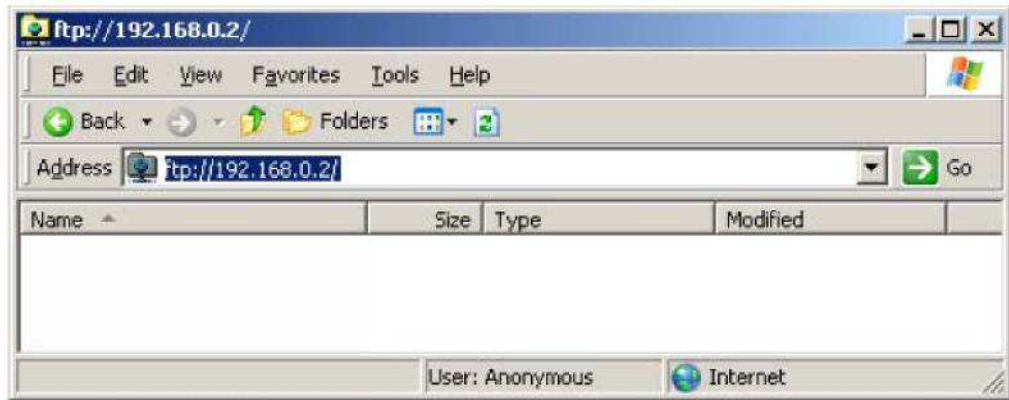 ftp://192.168.0.2/
File Edit View Favorites Tools Help
Back Folders
Address ftp://192.168.0.2/ Go
Name Size Type Modified
User: Anonymous Internet